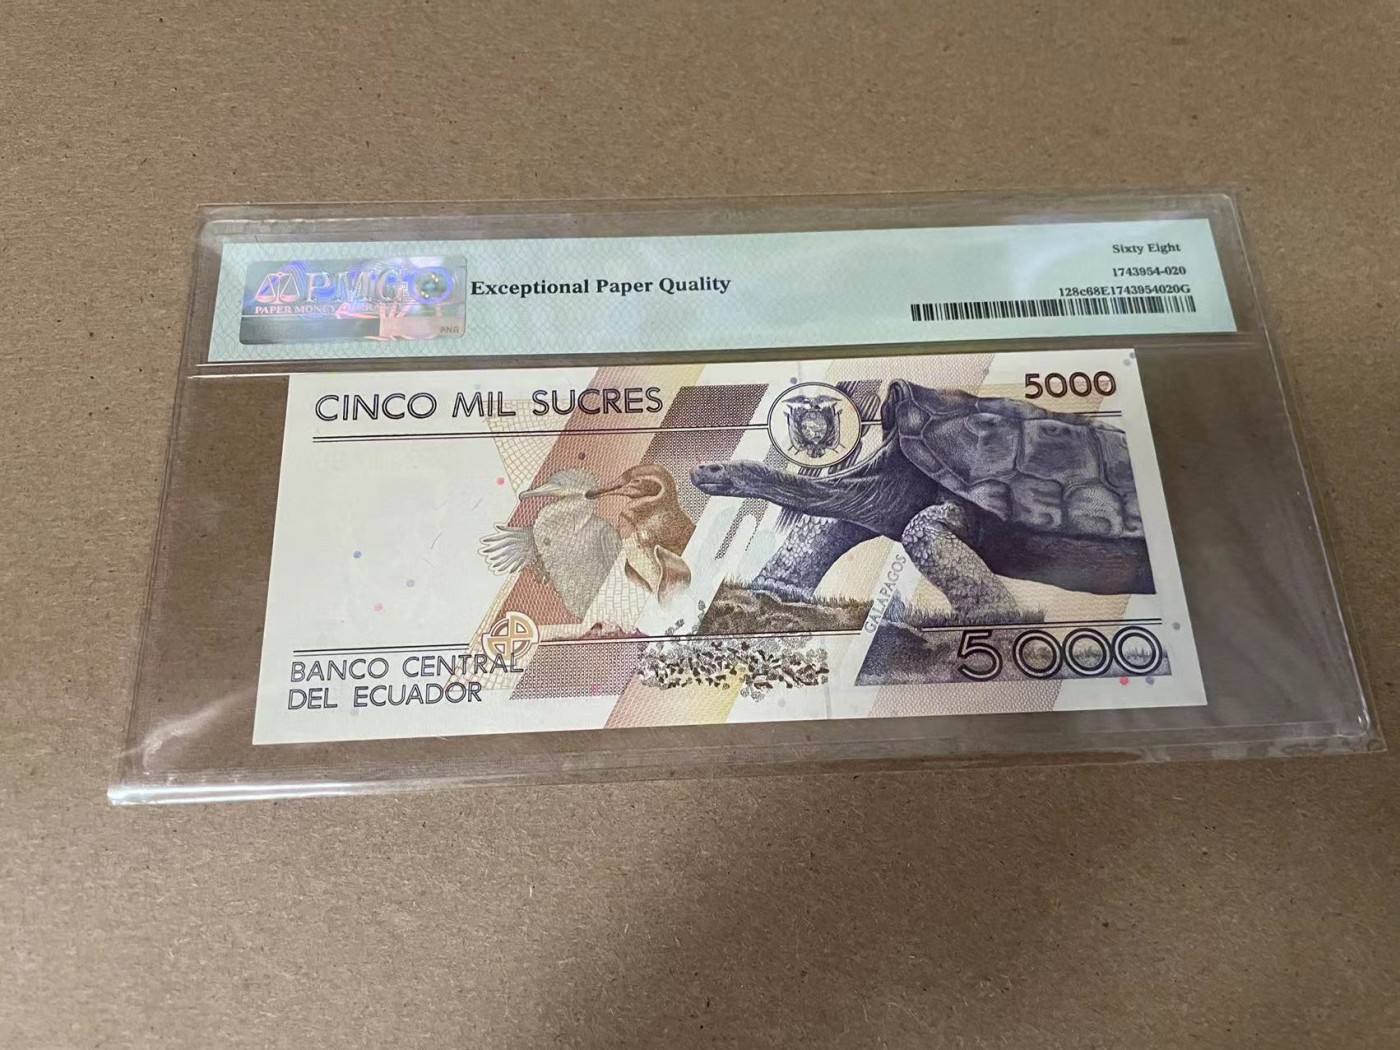 PMG
PAPER MONEY
Exceptional Paper Quality
Sixty Eight
1743954-020
128c68E1743954020G
CINCO MIL SUCRES
5000
GALAPAGOS
BANCO CENTRAL
DEL ECUADOR
5000